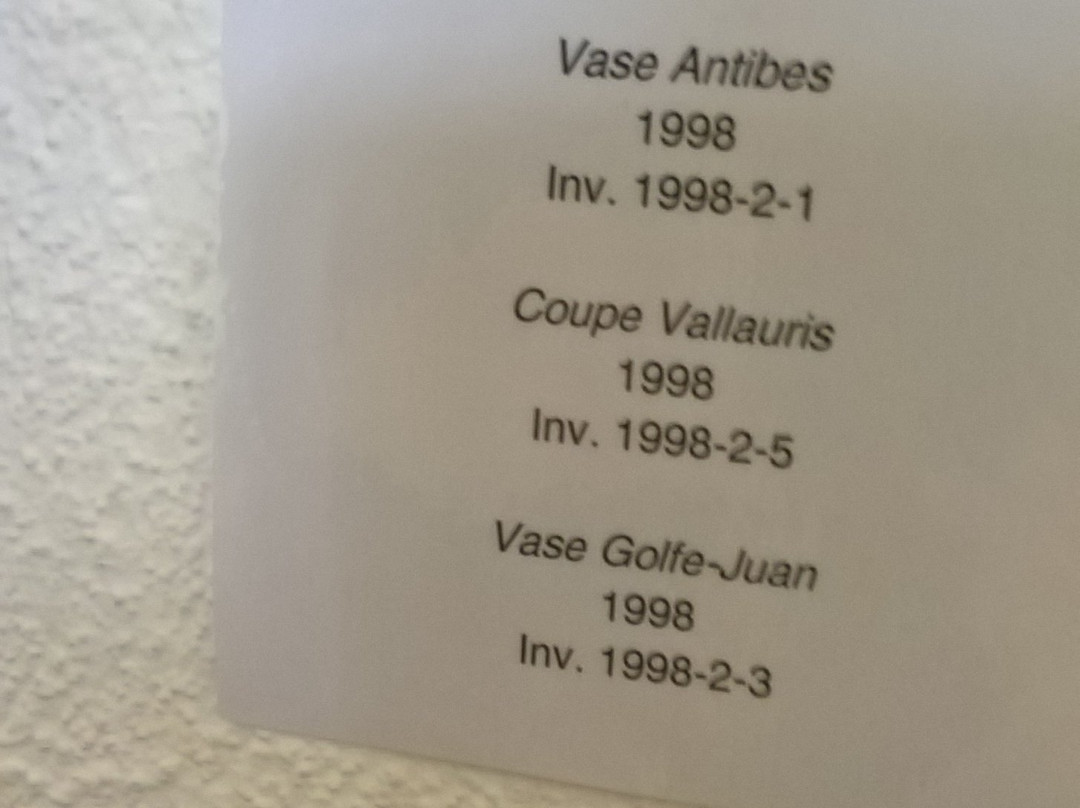 Vase Antibes
1998
Inv. 1998-2-1
Coupe Vallauris
1998
Inv. 1998-2-5
Vase Golfe-Juan
1998
Inv. 1998-2-3